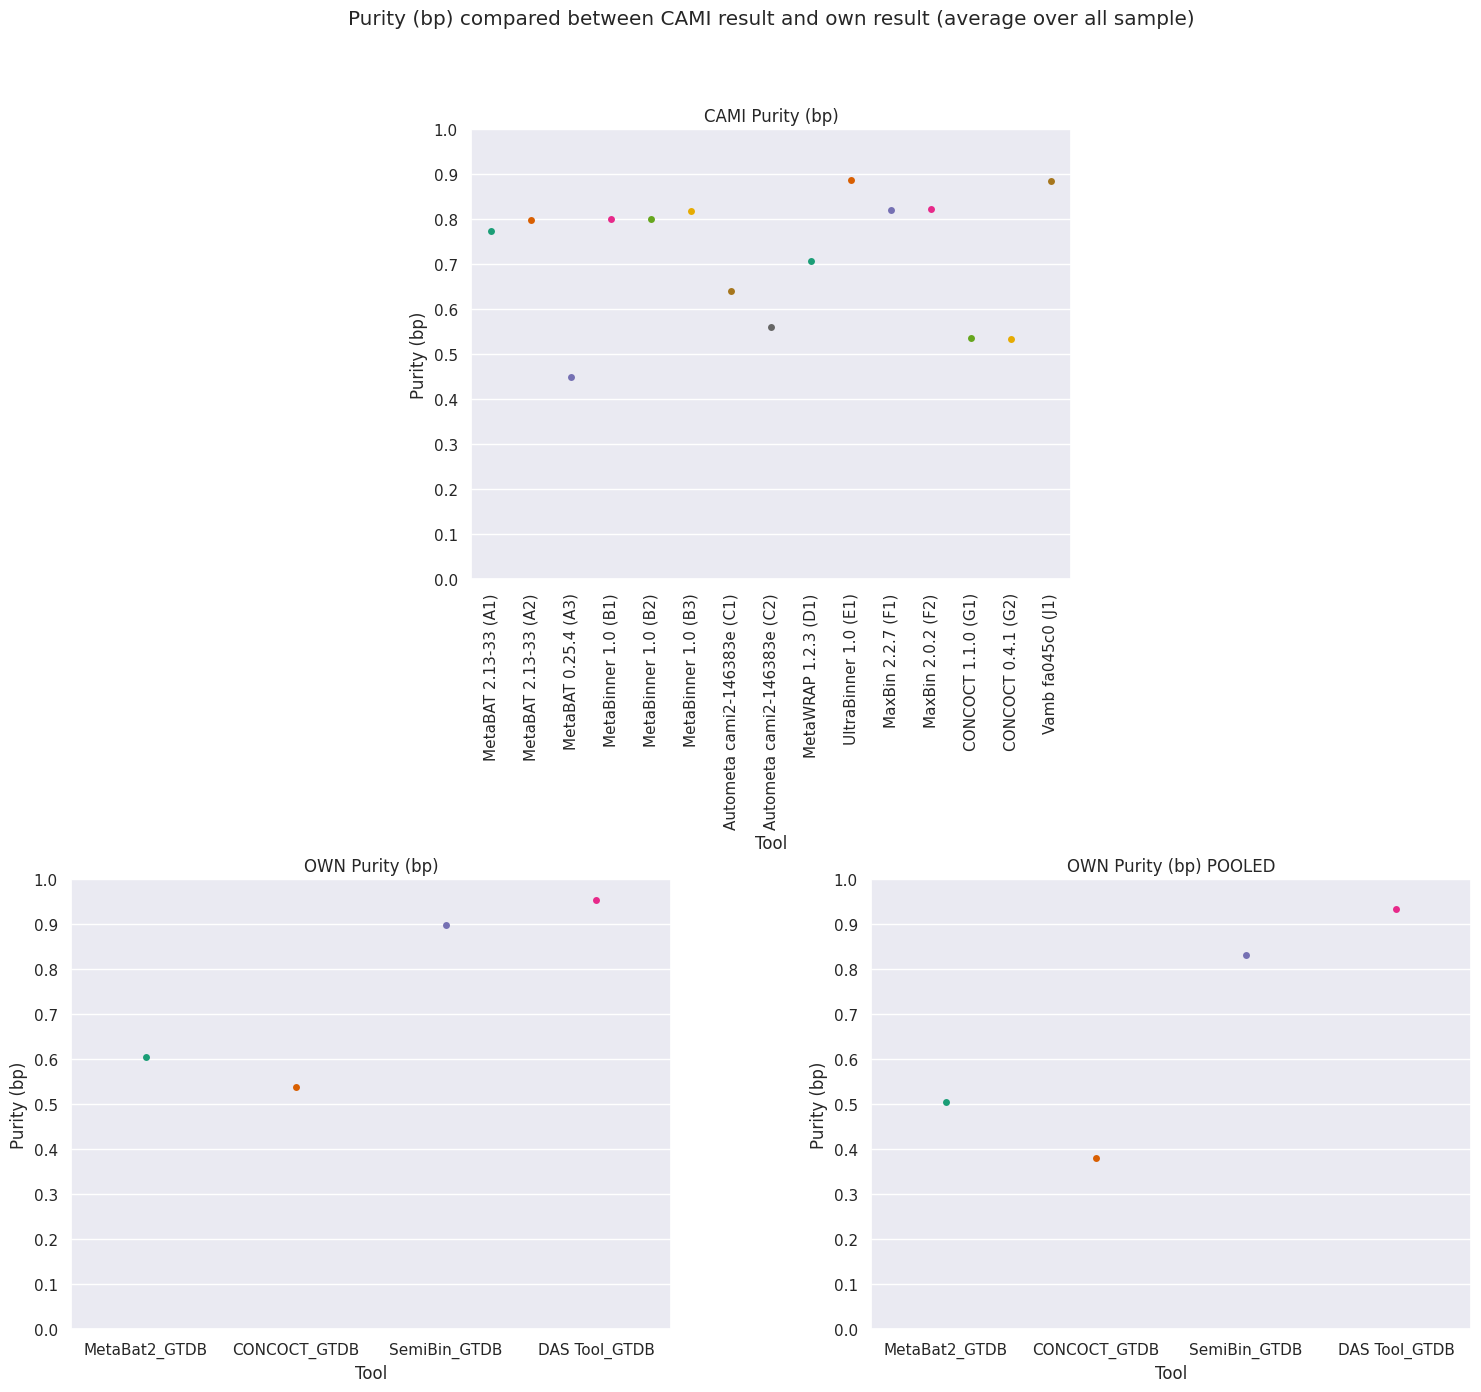 Purity (bp) compared between CAMI result and own result (average over all sample)
CAMI Purity (bp)
1.0
0.9
0.8
0.7
0.6
0.5
0.4
0.3
0.2
0.1
0.0
Purity (bp)
MetaBAT 2.13-33 (A1)
MetaBAT 2.13-33 (A2)
MetaBAT 0.25.4 (A3)
MetaBinner 1.0 (B1)
MetaBinner 1.0 (B2)
MetaBinner 1.0 (B3)
Autometa cami2-146383e (C1)
Autometa cami2-146383e (C2)
MetaWRAP 1.2.3 (D1)
UltraBinner 1.0 (E1)
MaxBin 2.2.7 (F1)
MaxBin 2.0.2 (F2)
CONCOCT 1.1.0 (G1)
CONCOCT 0.4.1 (G2)
Vamb fa045c0 (J1)
Tool
OWN Purity (bp)
1.0
0.9
0.8
0.7
0.6
0.5
0.4
0.3
0.2
0.1
0.0
Purity (bp)
MetaBat2_GTDB CONCOCT_GTDB SemiBin_GTDB DAS Tool_GTDB
Tool
OWN Purity (bp) POOLED
1.0
0.9
0.8
0.7
0.6
0.5
0.4
0.3
0.2
0.1
0.0
Purity (bp)
MetaBat2_GTDB CONCOCT_GTDB SemiBin_GTDB DAS Tool_GTDB
Tool